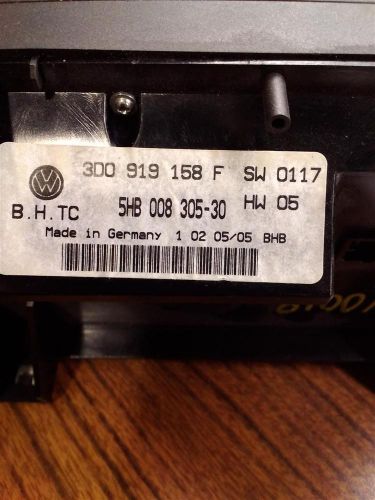 3D0 919 158 F SW 0117
B.H.TC 5HB 008 305-30 HW 05
Made in Germany 1 02 05/05 BHB